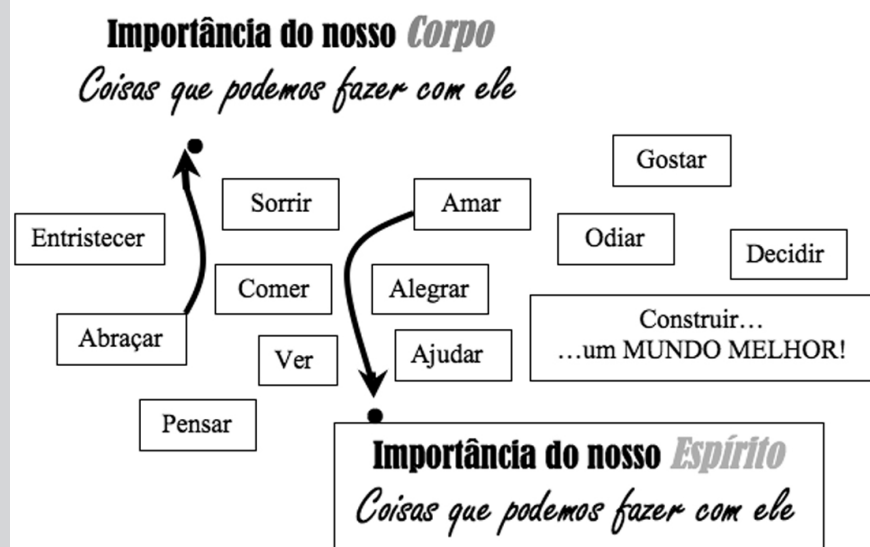 Importância do nosso Corpo
Coisas que podemos fazer com ele
Gostar
Sorrir
Amar
Entristecer
Odiar
Decidir
Comer
Alegrar
Construir...
...um MUNDO MELHOR!
Abraçar
Ver
Ajudar
Pensar
Importância do nosso Espírito
Coisas que podemos fazer com ele